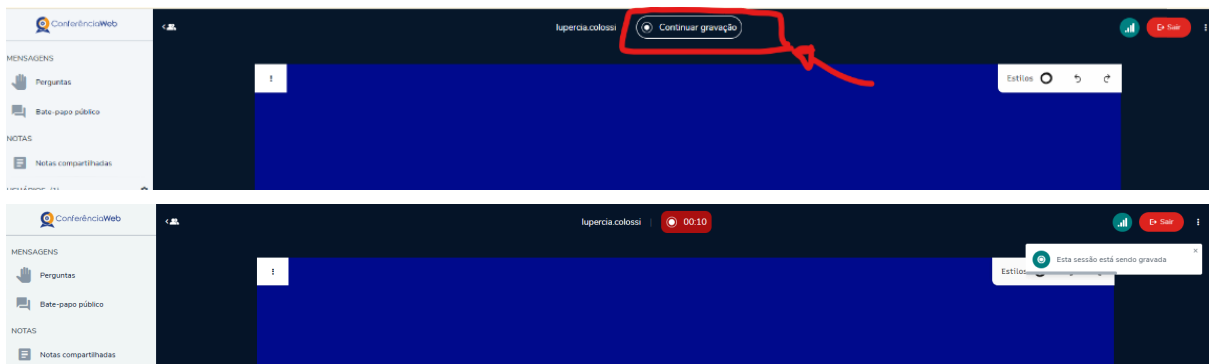 ConferênciaWeb
lupercia.colossi
Continuar gravação
Sair
MENSAGENS
Perguntas
Estilos
Bate-papo público
NOTAS
Notas compartilhadas
ConferênciaWeb
lupercia.colossi
00:10
Sair
MENSAGENS
Esta sessão está sendo gravada
Perguntas
Estilos
Bate-papo público
NOTAS
Notas compartilhadas